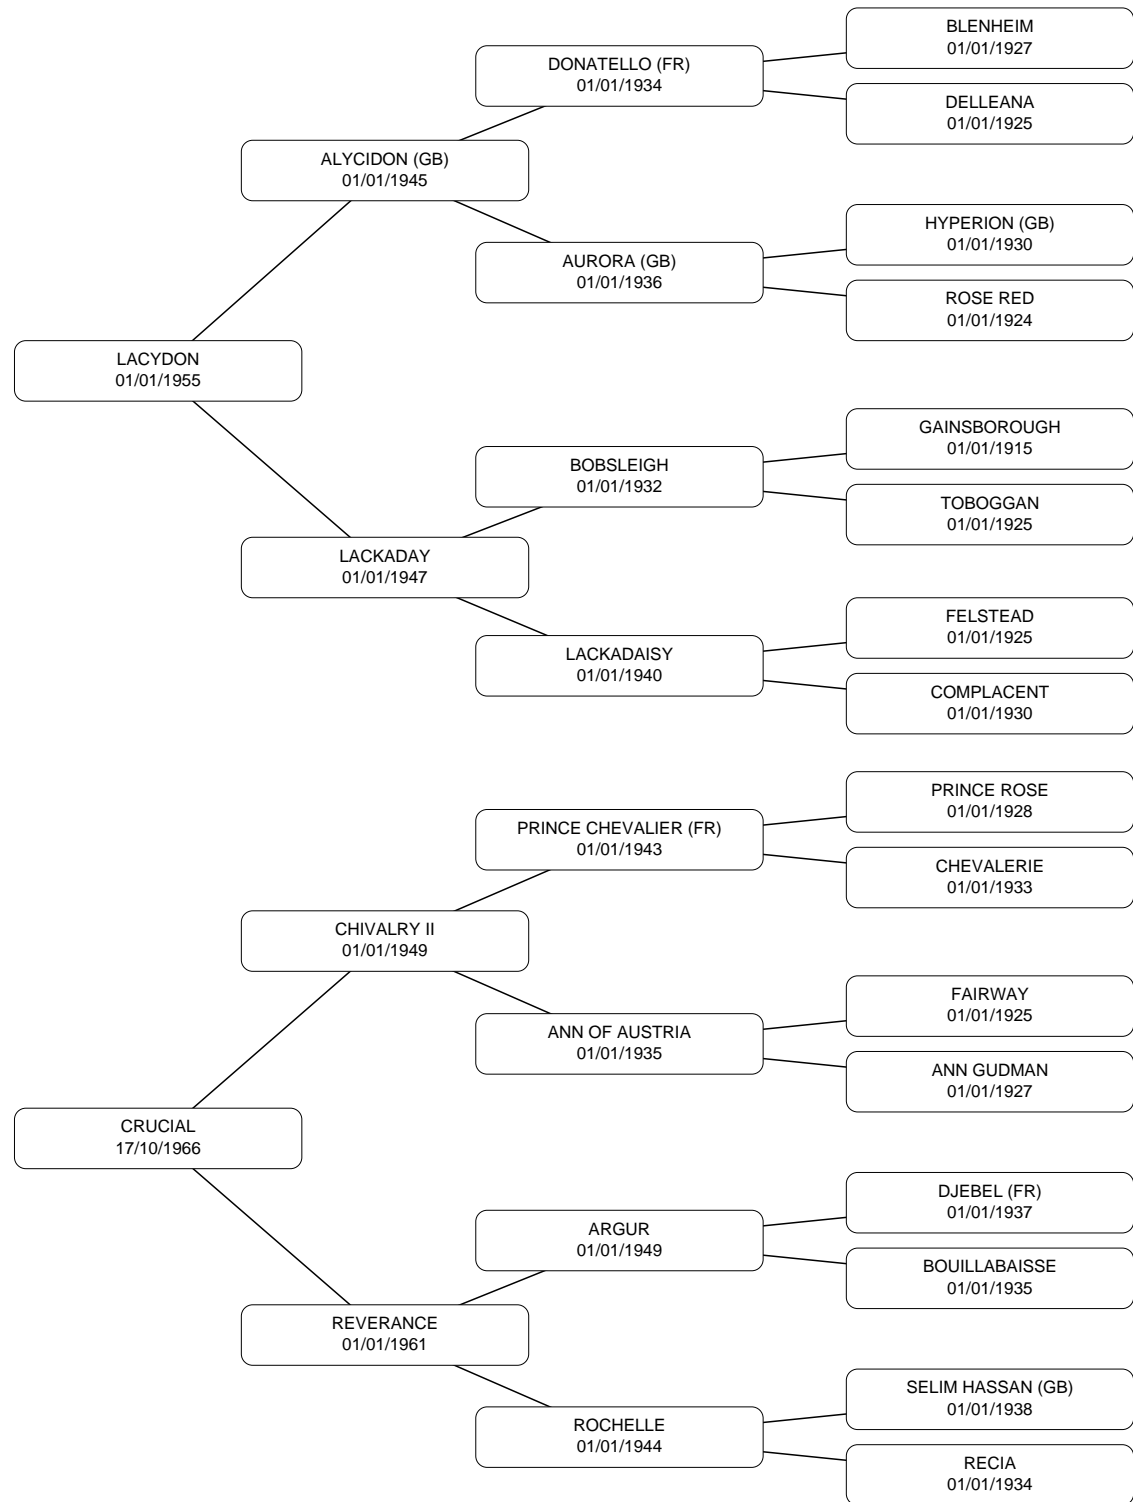 BLENHEIM
01/01/1927
DONATELLO (FR)
01/01/1934
DELLEANA
01/01/1925
ALYCIDON (GB)
01/01/1945
HYPERION (GB)
01/01/1930
AURORA (GB)
01/01/1936
ROSE RED
01/01/1924
LACYDON
01/01/1955
GAINSBOROUGH
01/01/1915
BOBSLEIGH
01/01/1932
TOBOGGAN
01/01/1925
LACKADAY
01/01/1947
FELSTEAD
01/01/1925
LACKADAISY
01/01/1940
COMPLACENT
01/01/1930
PRINCE ROSE
01/01/1928
PRINCE CHEVALIER (FR)
01/01/1943
CHEVALERIE
01/01/1933
CHIVALRY II
01/01/1949
FAIRWAY
01/01/1925
ANN OF AUSTRIA
01/01/1935
ANN GUDMAN
01/01/1927
CRUCIAL
17/10/1966
DJEBEL (FR)
01/01/1937
ARGUR
01/01/1949
BOUILLABAISSE
01/01/1935
REVERANCE
01/01/1961
SELIM HASSAN (GB)
01/01/1938
ROCHELLE
01/01/1944
RECIA
01/01/1934